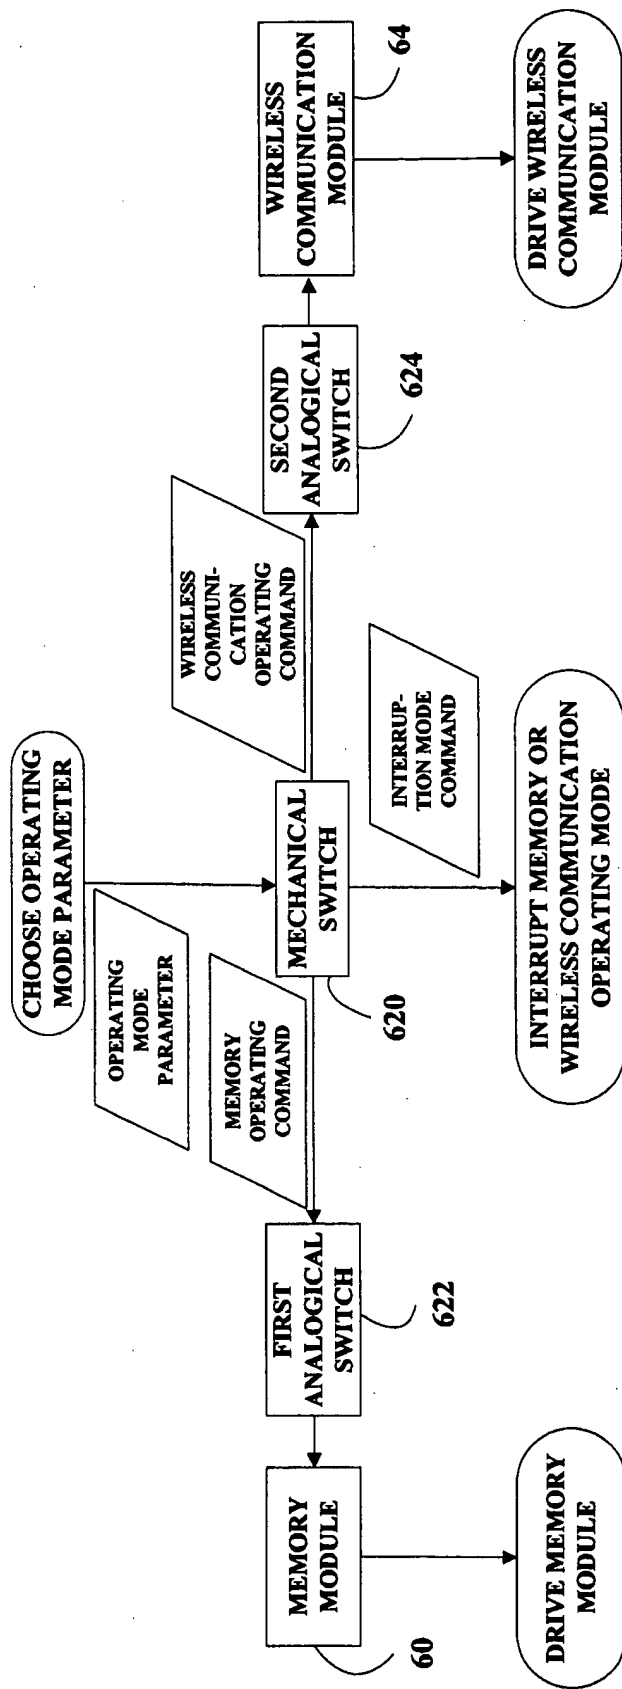 CHOOSE OPERATING
MODE PARAMETER
OPERATING
MODE
PARAMETER
MEMORY
OPERATING
COMMAND
WIRELESS
COMMUNI-
CATION
OPERATING
COMMAND
MEMORY
MODULE
60
FIRST
ANALOGICAL
SWITCH
622
MECHANICAL
SWITCH
620
SECOND
ANALOGICAL
SWITCH
624
WIRELESS
COMMUNICATION
MODULE
64
INTERRUP-
TION MODE
COMMAND
DRIVE MEMORY
MODULE
INTERRUPT MEMORY OR
WIRELESS COMMUNICATION
OPERATING MODE
DRIVE WIRELESS
COMMUNICATION
MODULE